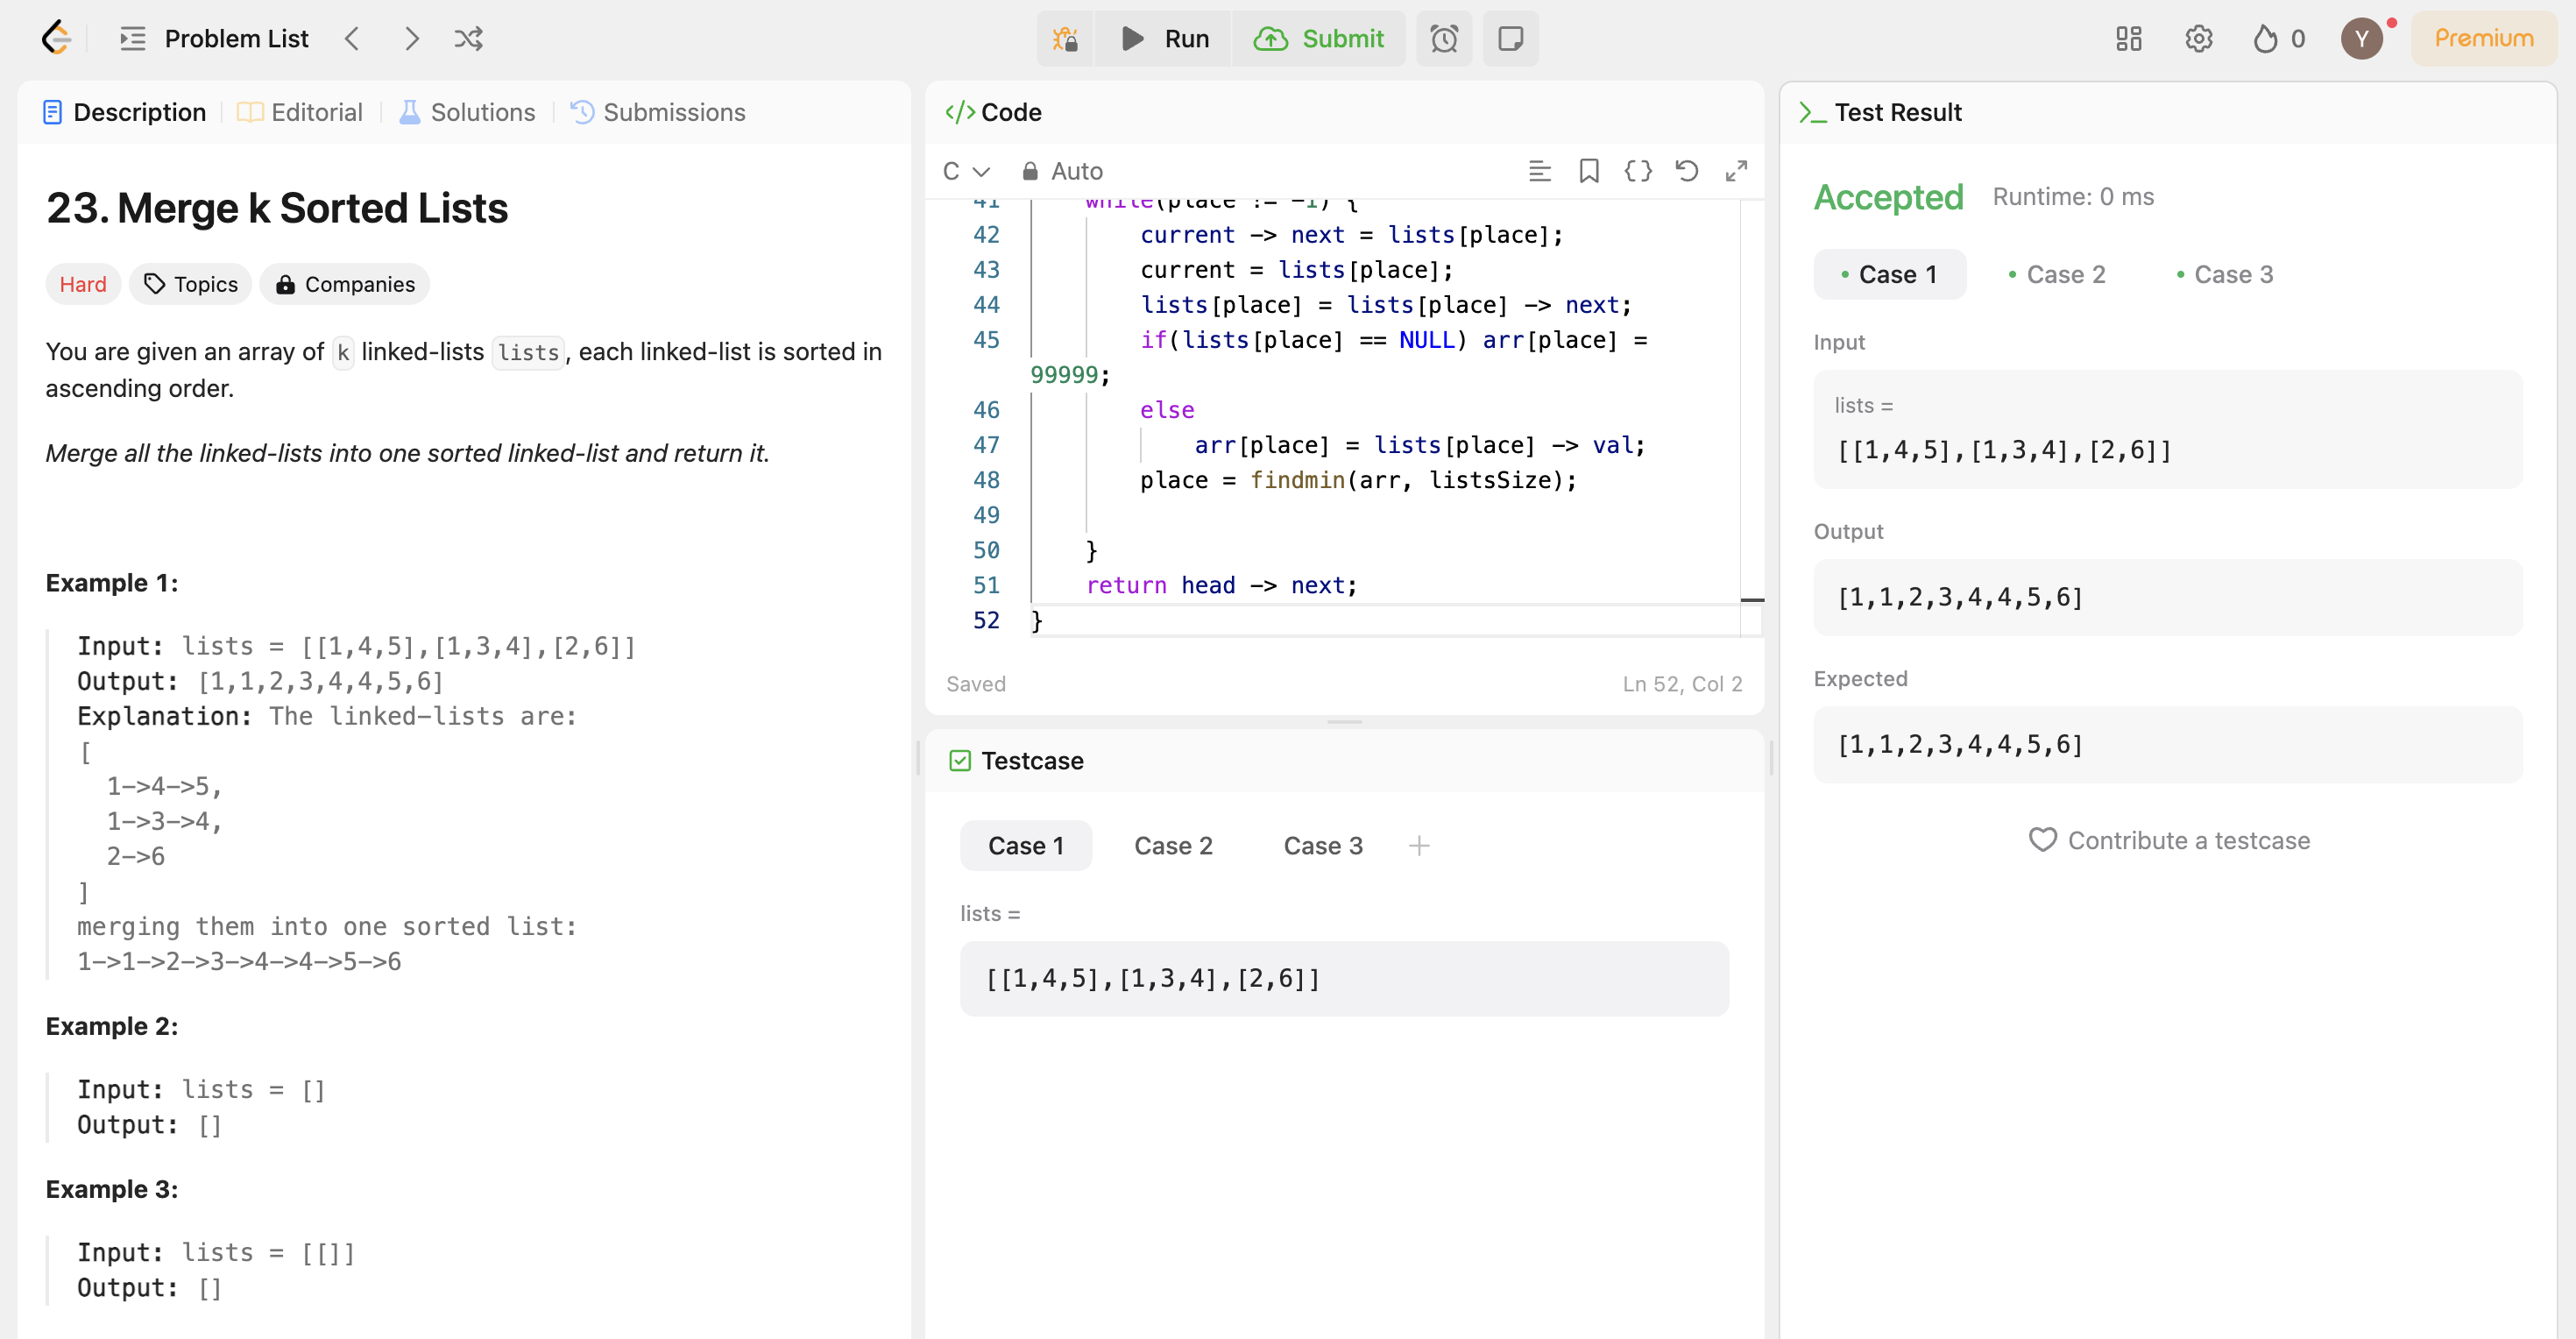 Problem List
Run
Submit
0
Y
Premium
Description
Editorial
Solutions
Submissions
23. Merge k Sorted Lists
Hard
Topics
Companies
You are given an array of k linked-lists lists, each linked-list is sorted in
ascending order.
Merge all the linked-lists into one sorted linked-list and return it.
Example 1:
Input: lists = [[1,4,5],[1,3,4],[2,6]]
Output: [1,1,2,3,4,4,5,6]
Explanation: The linked-lists are:
[
1->4->5,
1->3->4,
2->6
]
merging them into one sorted list:
1->1->2->3->4->4->5->6
Example 2:
Input: lists = []
Output: []
Example 3:
Input: lists = [[]]
Output: []
</> Code
C
Auto
41 while(place != -1) {
42 current -> next = lists[place];
43 current = lists[place];
44 lists[place] = lists[place] -> next;
45 if(lists[place] == NULL) arr[place] =
99999;
46 else
47 arr[place] = lists[place] -> val;
48 place = findmin(arr, listsSize);
49
50 }
51 return head -> next;
52 }
Saved
Ln 52, Col 2
Testcase
Case 1
Case 2
Case 3
+
lists =
[[1,4,5],[1,3,4],[2,6]]
Test Result
Accepted
Runtime: 0 ms
• Case 1
• Case 2
• Case 3
Input
lists =
[[1,4,5],[1,3,4],[2,6]]
Output
[1,1,2,3,4,4,5,6]
Expected
[1,1,2,3,4,4,5,6]
Contribute a testcase